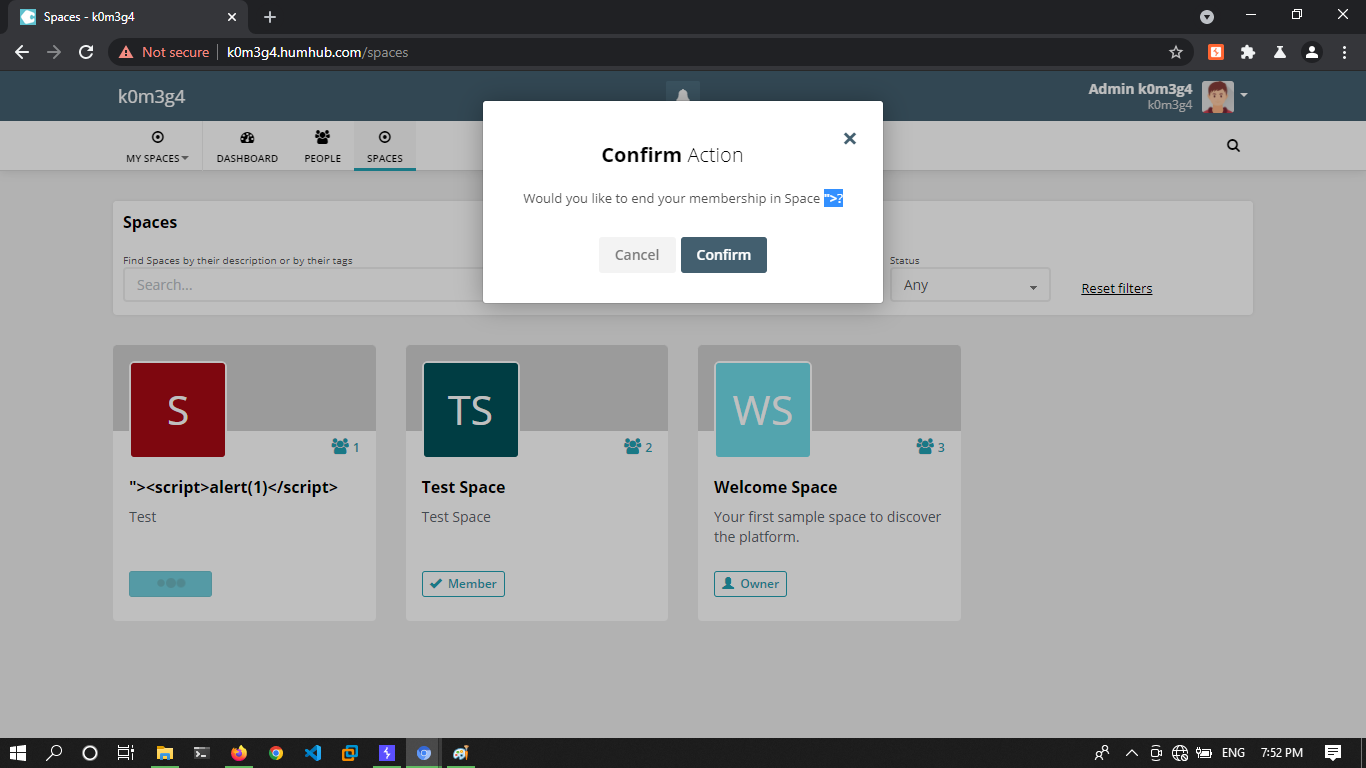 Spaces - k0m3g4
Not secure
k0m3g4.humhub.com/spaces
k0m3g4
Admin k0m3g4
k0m3g4
MY SPACES
DASHBOARD
PEOPLE
SPACES
Confirm Action
Would you like to end your membership in Space ">?
Cancel
Confirm
Spaces
Find Spaces by their description or by their tags
Search...
Status
Any
Reset filters
S
1
"><script>alert(1)</script>
Test
TS
2
Test Space
Test Space
Member
WS
3
Welcome Space
Your first sample space to discover
the platform.
Owner
ENG
7:52 PM